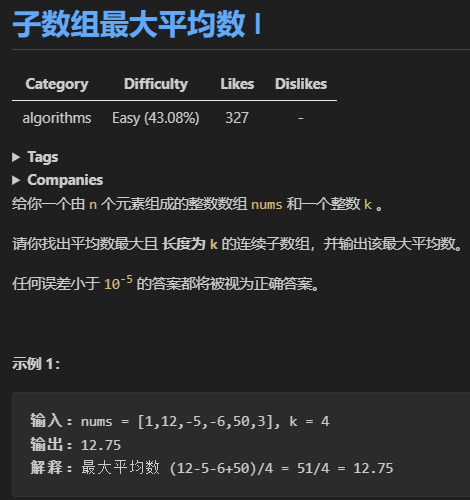 子数组最大平均数 I
Category Difficulty Likes Dislikes
algorithms Easy (43.08%) 327 -
▶ Tags
▶ Companies
给你一个由 n 个元素组成的整数数组 nums 和一个整数 k 。
请你找出平均数最大且 长度为 k 的连续子数组，并输出该最大平均数。
任何误差小于 10⁻⁵ 的答案都将被视为正确答案。
示例 1：
输入：nums = [1,12,-5,-6,50,3], k = 4
输出：12.75
解释：最大平均数 (12-5-6+50)/4 = 51/4 = 12.75